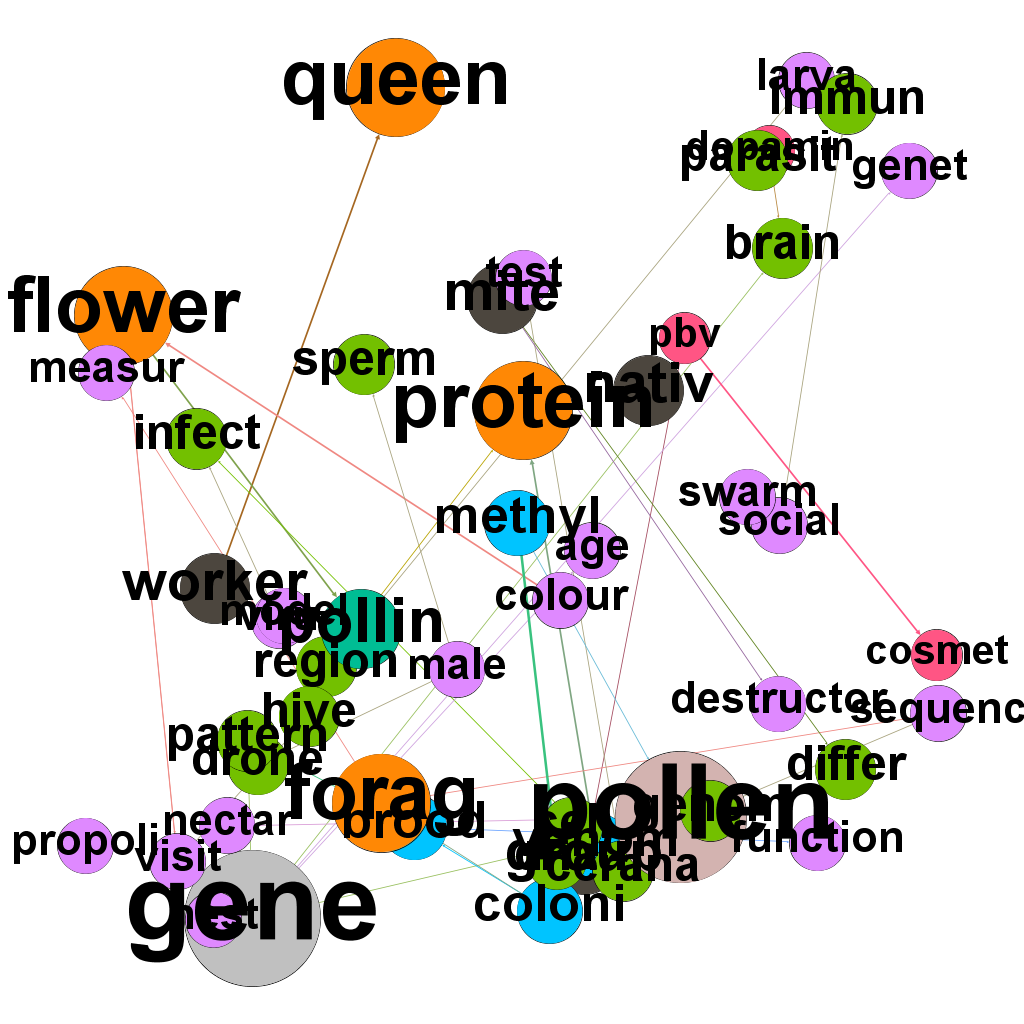 queen
larva
immun
dopamin
parasit
genet
brain
test
mite
flower
measur
sperm
pbv
nativ
protein
infect
swarm
social
methyl
age
colour
worker
model
pollin
region
male
cosmet
destructor
sequenc
hive
pattern
drone
differ
forag
brood
pollen
genom
function
nectar
propoli
visit
cerana
coloni
gene
nest